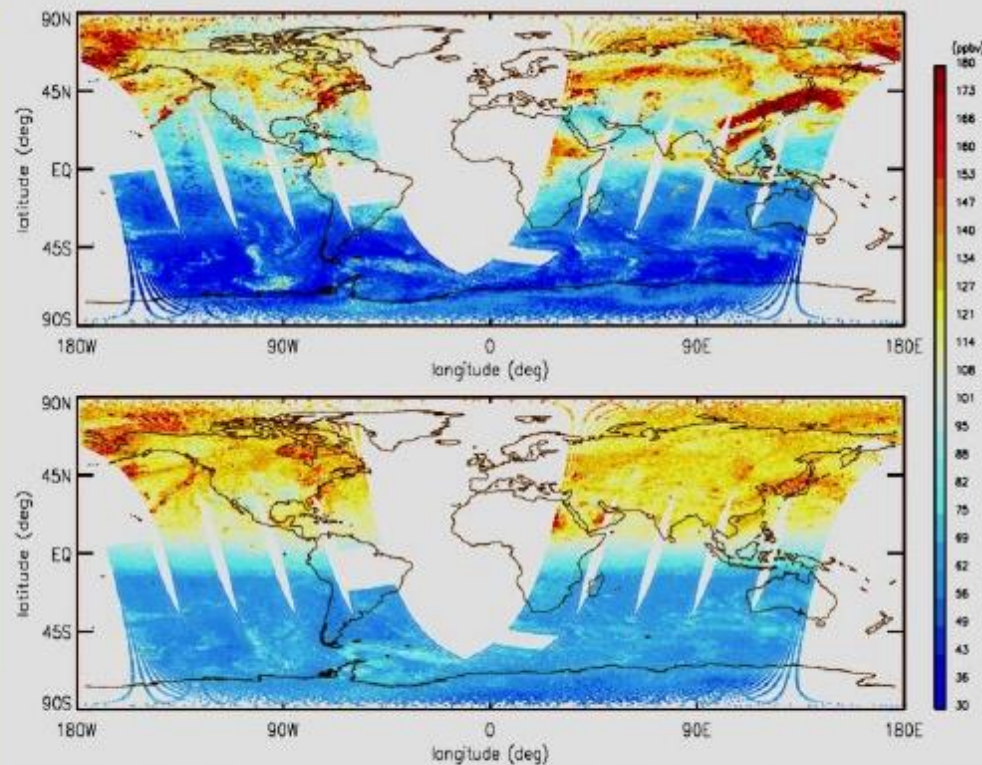 90N
45N
EQ
45S
90S
latitude (deg)
180W 90W 0 90E 180E
longitude (deg)
90N
45N
EQ
45S
90S
latitude (deg)
180W 90W 0 90E 180E
longitude (deg)
(ppbv)
180
173
166
160
153
147
140
134
127
121
114
108
101
95
88
82
75
69
62
56
49
43
36
30